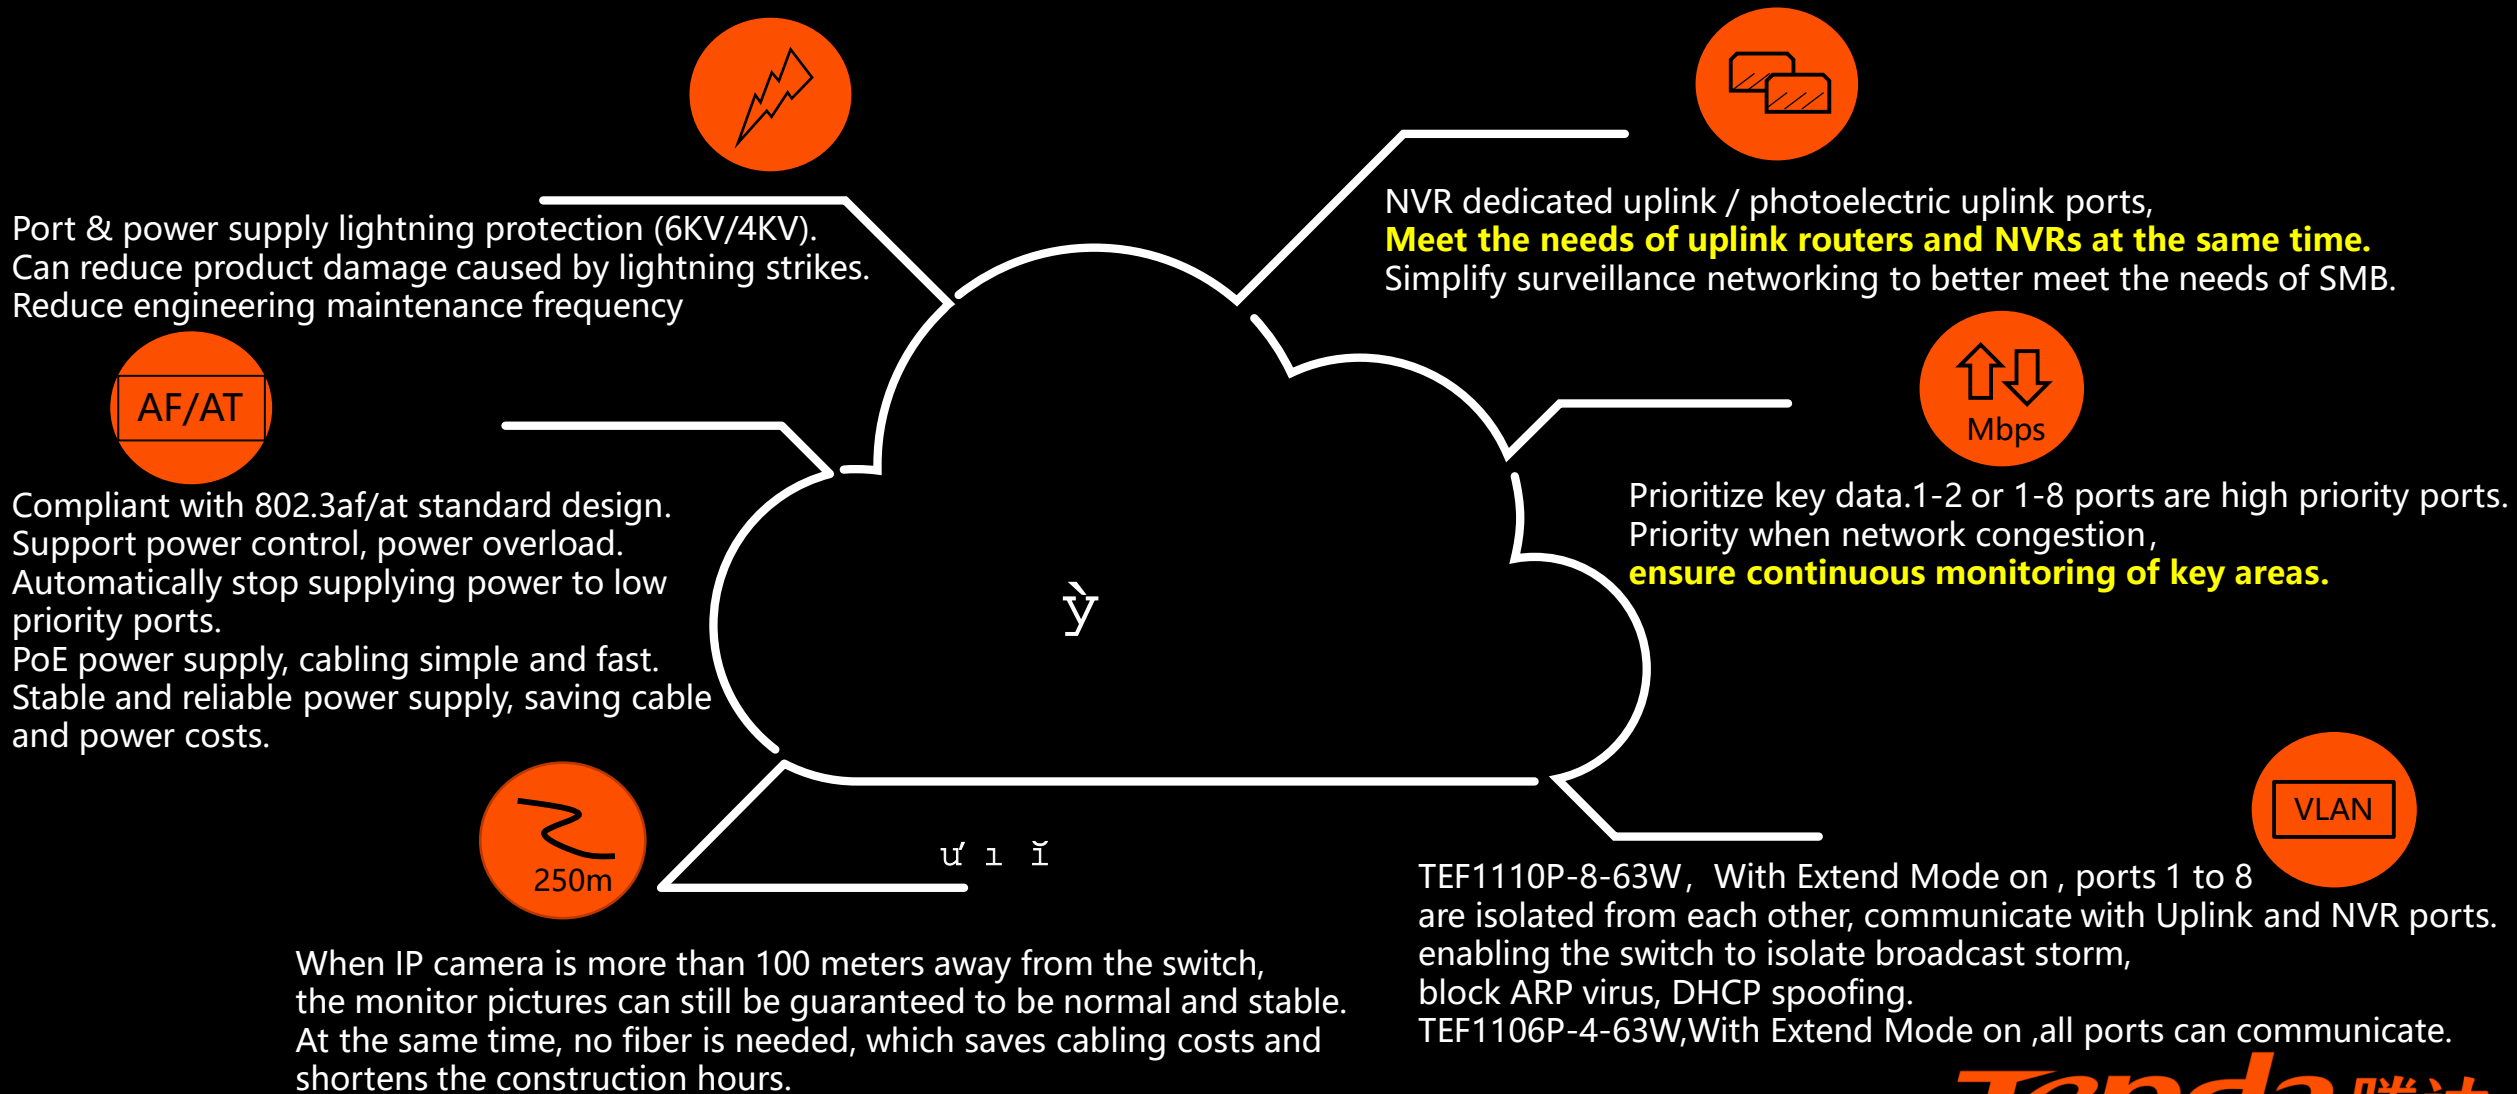 Port & power supply lightning protection (6KV/4KV).
Can reduce product damage caused by lightning strikes.
Reduce engineering maintenance frequency
NVR dedicated uplink / photoelectric uplink ports,
Meet the needs of uplink routers and NVRs at the same time.
Simplify surveillance networking to better meet the needs of SMB.
AF/AT
Compliant with 802.3af/at standard design.
Support power control, power overload.
Automatically stop supplying power to low
priority ports.
PoE power supply, cabling simple and fast.
Stable and reliable power supply, saving cable
and power costs.
Mbps
Prioritize key data.1-2 or 1-8 ports are high priority ports.
Priority when network congestion，
ensure continuous monitoring of key areas.
ỳ
ư ı ĭ
250m
When IP camera is more than 100 meters away from the switch,
the monitor pictures can still be guaranteed to be normal and stable.
At the same time, no fiber is needed, which saves cabling costs and
shortens the construction hours.
VLAN
TEF1110P-8-63W，With Extend Mode on , ports 1 to 8
are isolated from each other, communicate with Uplink and NVR ports.
enabling the switch to isolate broadcast storm,
block ARP virus, DHCP spoofing.
TEF1106P-4-63W,With Extend Mode on ,all ports can communicate.
Tenda 腾达